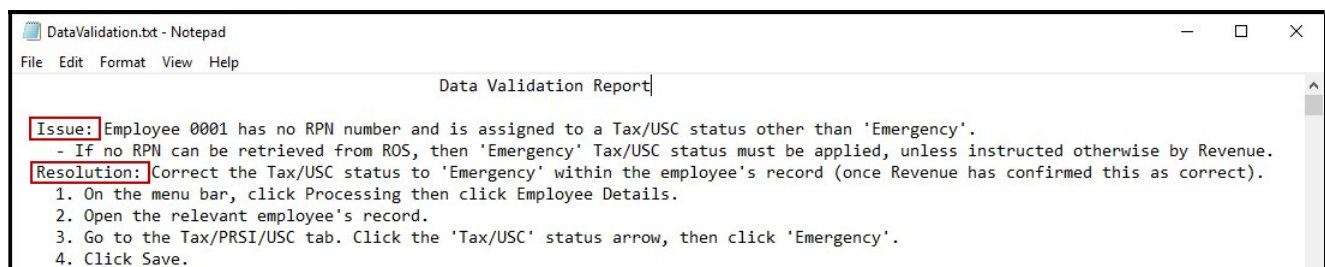 DataValidation.txt - Notepad
File Edit Format View Help
Data Validation Report
Issue: Employee 0001 has no RPN number and is assigned to a Tax/USC status other than 'Emergency'.
- If no RPN can be retrieved from ROS, then 'Emergency' Tax/USC status must be applied, unless instructed otherwise by Revenue.
Resolution: Correct the Tax/USC status to 'Emergency' within the employee's record (once Revenue has confirmed this as correct).
1. On the menu bar, click Processing then click Employee Details.
2. Open the relevant employee's record.
3. Go to the Tax/PRSI/USC tab. Click the 'Tax/USC' status arrow, then click 'Emergency'.
4. Click Save.